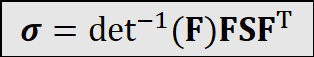 𝝈 = det⁻¹(𝐅)𝐅𝐒𝐅ᵀ